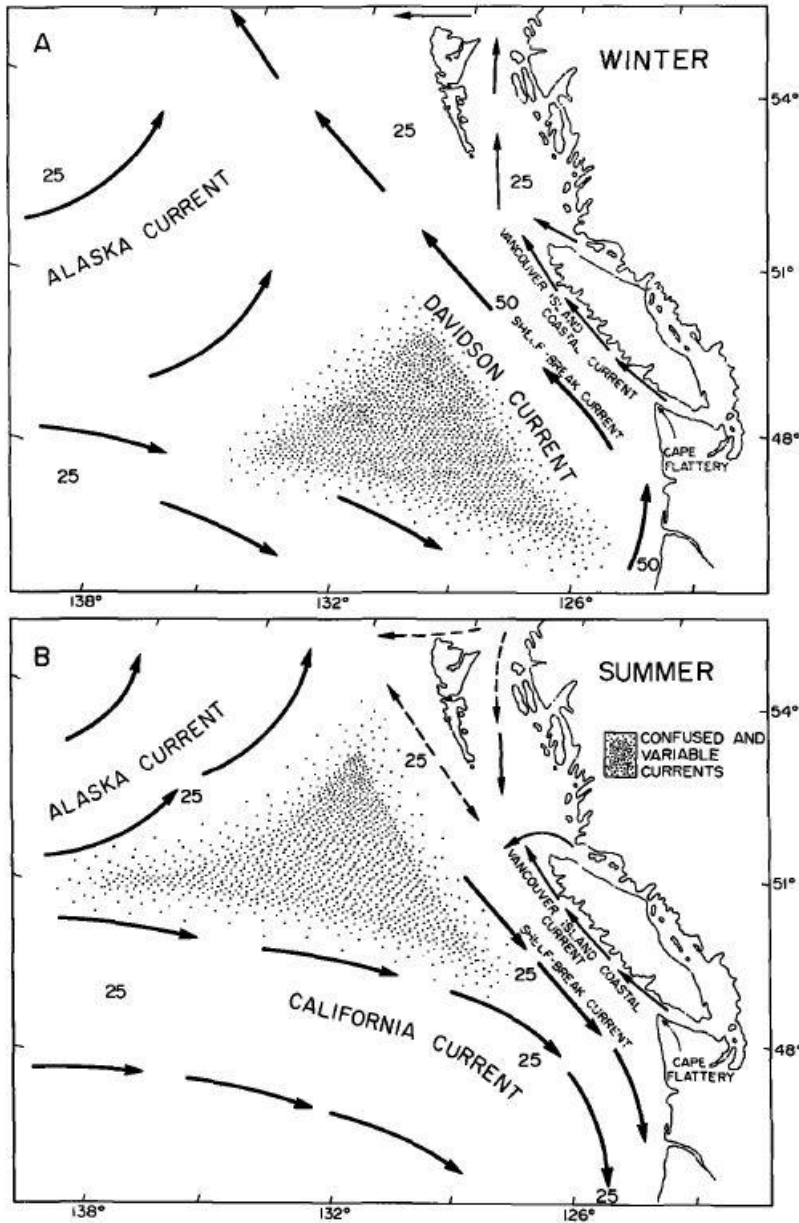 A
WINTER
54°
25
25
25
ALASKA CURRENT
51°
VANCOUVER ISLAND
COASTAL CURRENT
50
SHELF-BREAK CURRENT
DAVIDSON CURRENT
48°
25
CAPE
FLATTERY
50
138°
132°
126°
B
SUMMER
54°
CONFUSED AND
VARIABLE
CURRENTS
25
ALASKA CURRENT
25
51°
VANCOUVER ISLAND COASTAL
CURRENT
SHELF-BREAK CURRENT
25
25
CALIFORNIA CURRENT
25
48°
CAPE
FLATTERY
25
138°
132°
126°